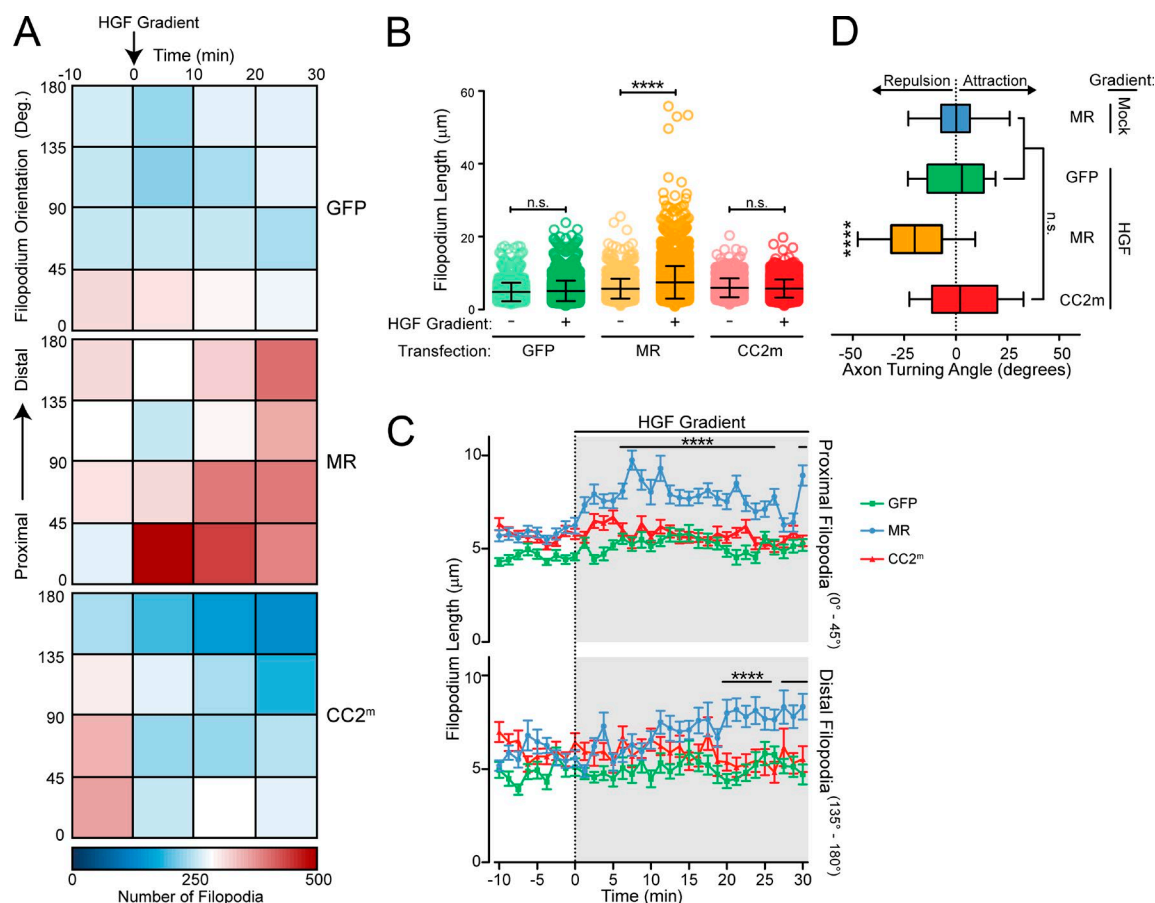 A
HGF Gradient
Time (min)
-10 0 10 20 30
Filopodium Orientation (Deg.)
Proximal
Distal
180
135
90
45
0
GFP
180
135
90
45
0
MR
180
135
90
45
0
CC2ᵐ
0 250 500
Number of Filopodia
B
Filopodium Length (μm)
60
40
20
0
n.s.
****
n.s.
HGF Gradient: – + – + – +
Transfection: GFP MR CC2m
C
HGF Gradient
Filopodium Length (μm)
10
5
0
****
Proximal Filopodia (0° - 45°)
10
5
0
****
Distal Filopodia (135° - 180°)
-10 -5 0 5 10 15 20 25 30
Time (min)
GFP
MR
CC2ᵐ
D
Repulsion Attraction
Gradient:
MR
Mock
GFP
MR
CC2m
HGF
****
n.s.
-50 -25 0 25 50
Axon Turning Angle (degrees)